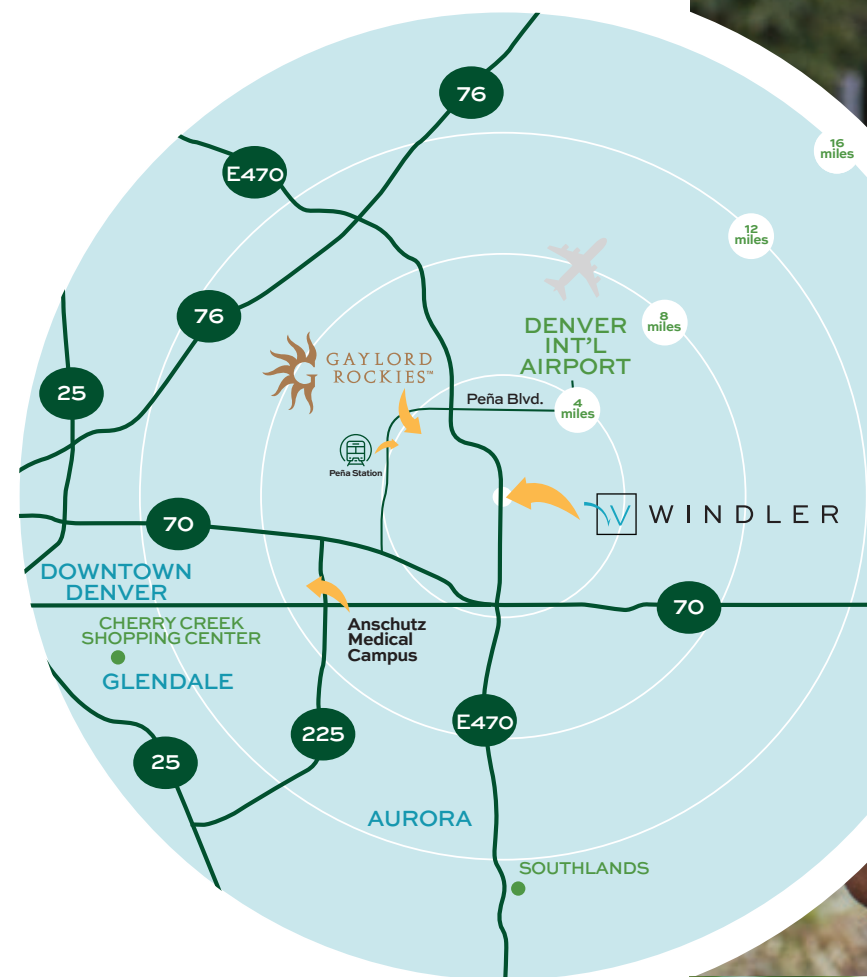 76
16
miles
E470
12
miles
76
8
miles
DENVER
INT'L
AIRPORT
GAYLORD
ROCKIES™
25
Peña Blvd.
4
miles
Peña Station
WINDLER
70
DOWNTOWN
DENVER
70
CHERRY CREEK
SHOPPING CENTER
Anschutz
Medical
Campus
GLENDALE
E470
225
25
AURORA
SOUTHLANDS